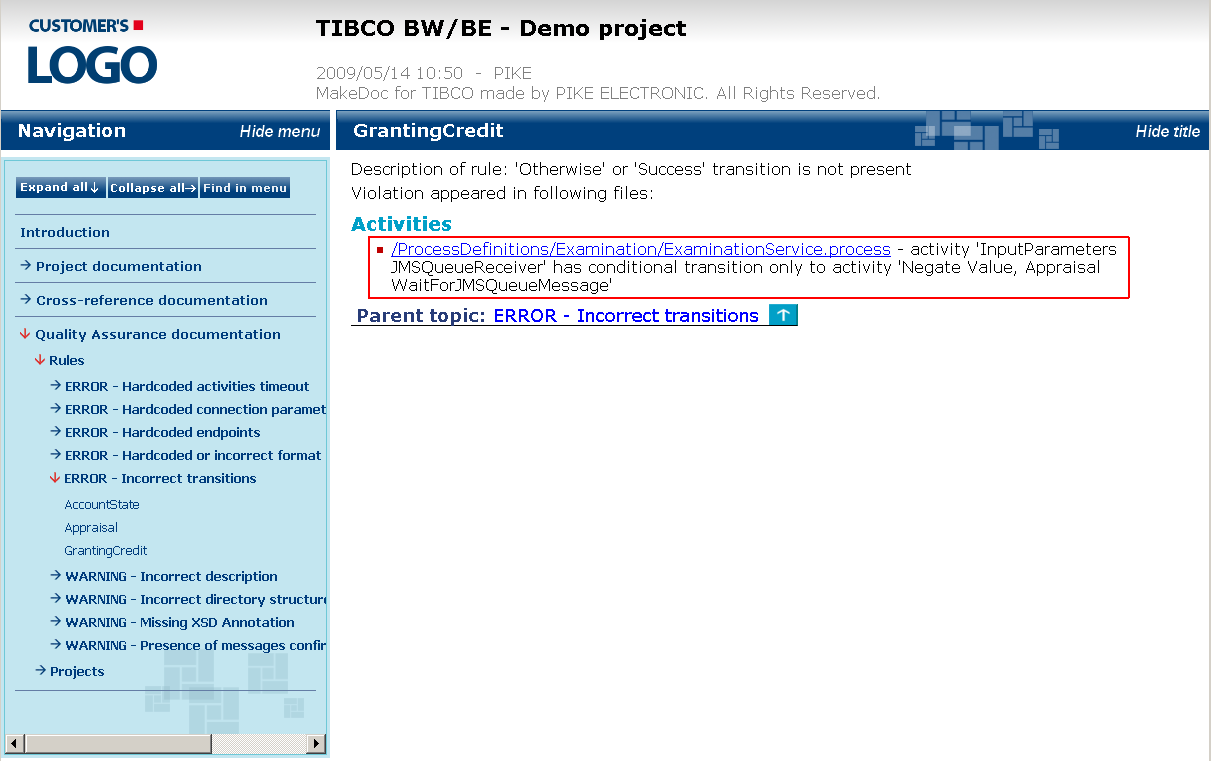 CUSTOMER'S
LOGO
TIBCO BW/BE - Demo project
2009/05/14 10:50 - PIKE
MakeDoc for TIBCO made by PIKE ELECTRONIC. All Rights Reserved.
Navigation
Hide menu
GrantingCredit
Hide title
Expand all↓
Collapse all→
Find in menu
Introduction
→ Project documentation
→ Cross-reference documentation
↓ Quality Assurance documentation
↓ Rules
→ ERROR - Hardcoded activities timeout
→ ERROR - Hardcoded connection paramet
→ ERROR - Hardcoded endpoints
→ ERROR - Hardcoded or incorrect format
↓ ERROR - Incorrect transitions
AccountState
Appraisal
GrantingCredit
→ WARNING - Incorrect description
→ WARNING - Incorrect directory structure
→ WARNING - Missing XSD Annotation
→ WARNING - Presence of messages confir
→ Projects
Description of rule: 'Otherwise' or 'Success' transition is not present
Violation appeared in following files:
Activities
/ProcessDefinitions/Examination/ExaminationService.process - activity 'InputParameters
JMSQueueReceiver' has conditional transition only to activity 'Negate Value, Appraisal
WaitForJMSQueueMessage'
Parent topic: ERROR - Incorrect transitions ↑